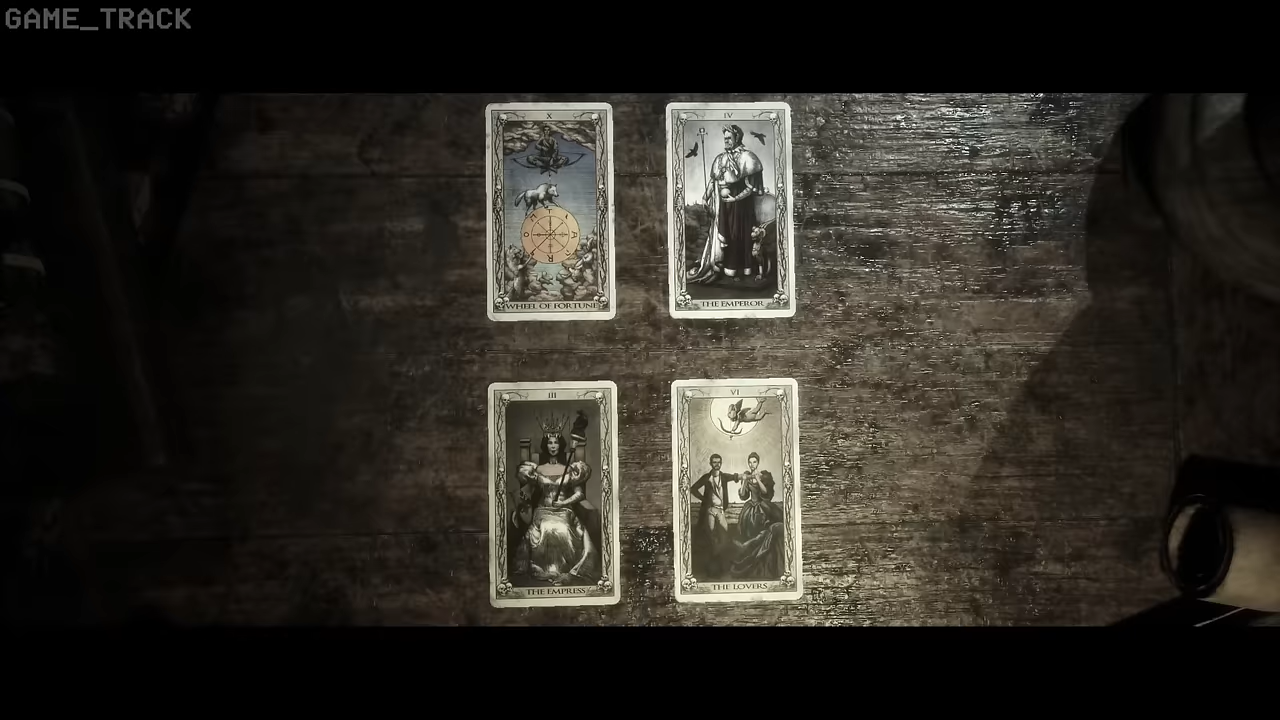 GAME_TRACK
X
WHEEL OF FORTUNE
IV
THE EMPEROR
III
THE EMPRESS
VI
THE LOVERS